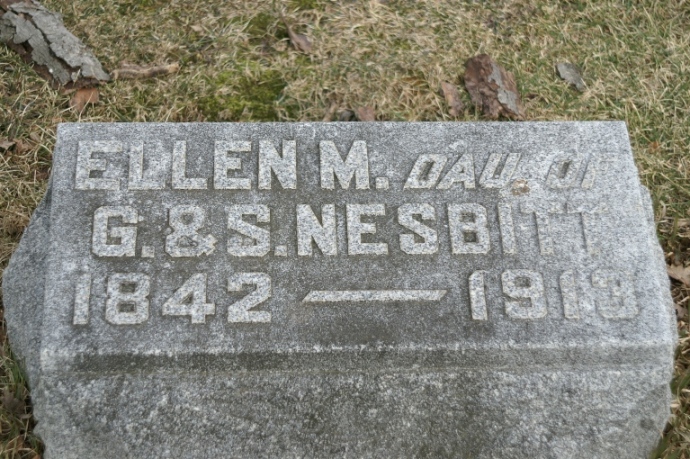 ELLEN M. DAU. OF
G. & S. NESBITT
1842 — 1913